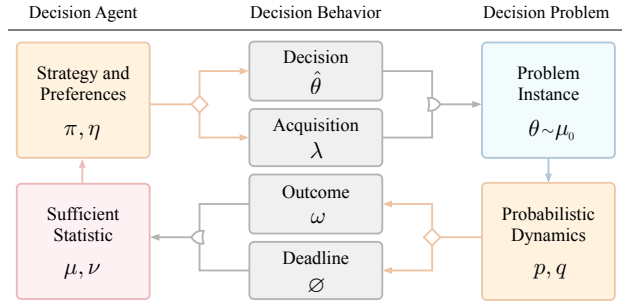 Decision Agent
Decision Behavior
Decision Problem
Strategy and
Preferences
π, η
Decision
θ̂
Acquisition
λ
Problem
Instance
θ~μ₀
Sufficient
Statistic
μ, ν
Outcome
ω
Deadline
∅
Probabilistic
Dynamics
p, q